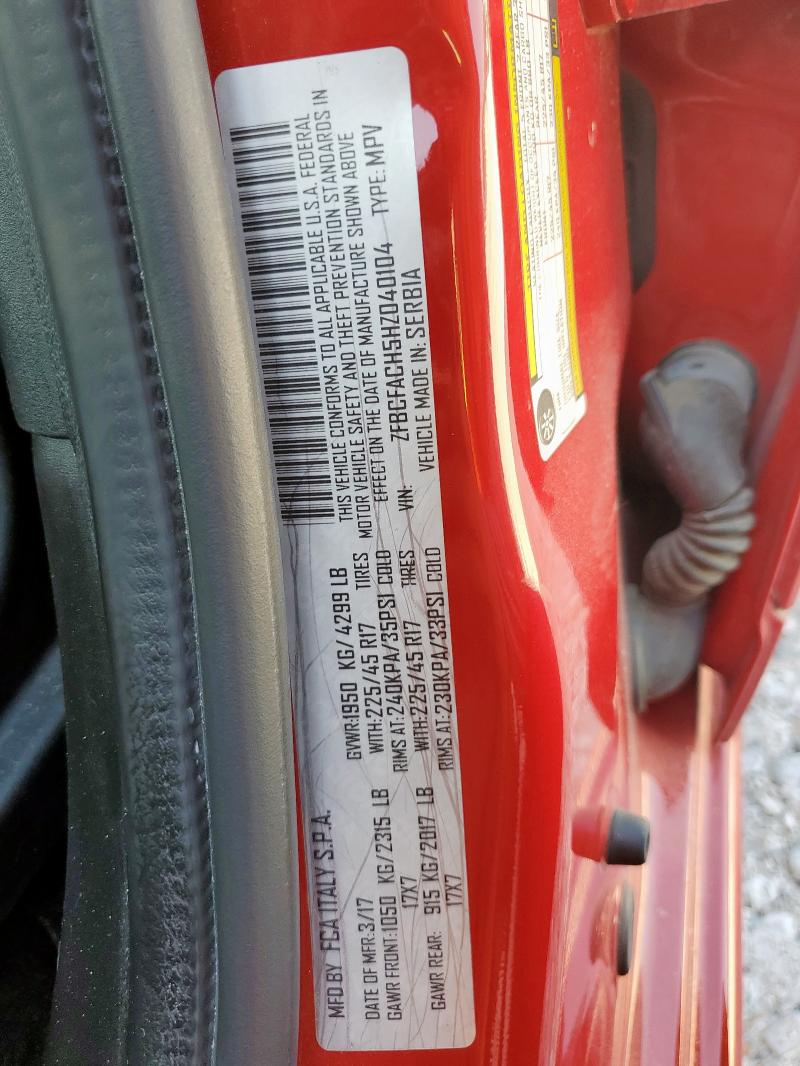 MFD BY FCA ITALY S.P.A.
DATE OF MFR:3/17 GVWR:1950 KG/4299 LB
GAWR FRONT:1050 KG/2315 LB WITH:225/45 R17 TIRES
17X7 RIMS AT:240KPA/35PSI COLD
GAWR REAR: 915 KG/2017 LB WITH:225/45 R17 TIRES
17X7 RIMS AT:230KPA/33PSI COLD
THIS VEHICLE CONFORMS TO ALL APPLICABLE U.S.A. FEDERAL
MOTOR VEHICLE SAFETY AND THEFT PREVENTION STANDARDS IN
EFFECT ON THE DATE OF MANUFACTURE SHOWN ABOVE
VIN: ZFBCFACH5HZ040104 TYPE: MPV
VEHICLE MADE IN: SERBIA